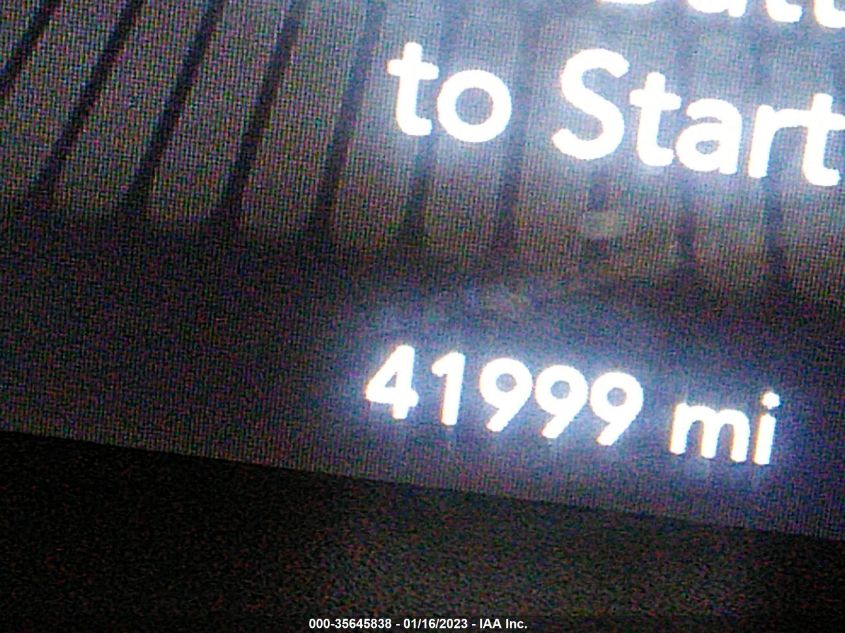 to Start
41999 mi
000-35645838 - 01/16/2023 - IAA Inc.